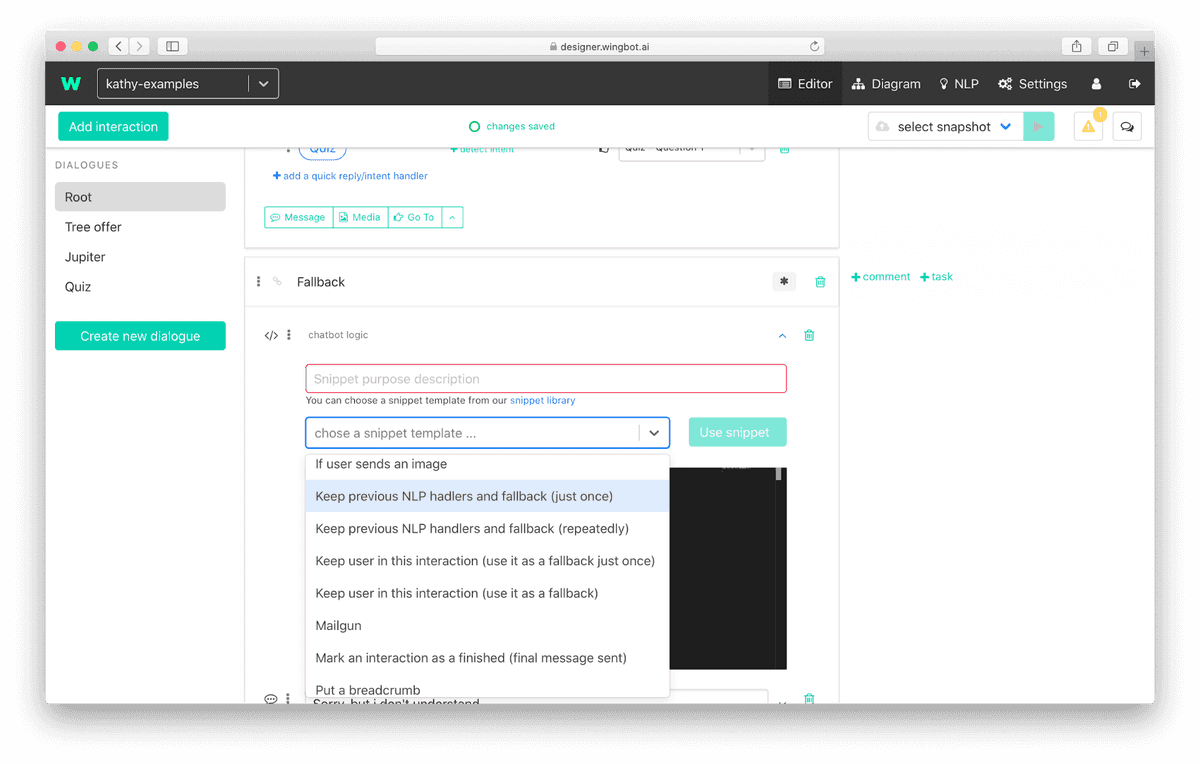 designer.wingbot.ai
W
kathy-examples
Editor
Diagram
NLP
Settings
Add interaction
changes saved
select snapshot
1
DIALOGUES
Root
Tree offer
Jupiter
Quiz
Create new dialogue
Quiz
+ detect intent
Quiz - Question 1
+ add a quick reply/intent handler
Message
Media
Go To
Fallback
*
+ comment
+ task
</>
chatbot logic
Snippet purpose description
You can choose a snippet template from our snippet library
chose a snippet template ...
Use snippet
If user sends an image
Keep previous NLP hadlers and fallback (just once)
Keep previous NLP handlers and fallback (repeatedly)
Keep user in this interaction (use it as a fallback just once)
Keep user in this interaction (use it as a fallback)
Mailgun
Mark an interaction as a finished (final message sent)
Put a breadcrumb
Sorry, but i don't understand